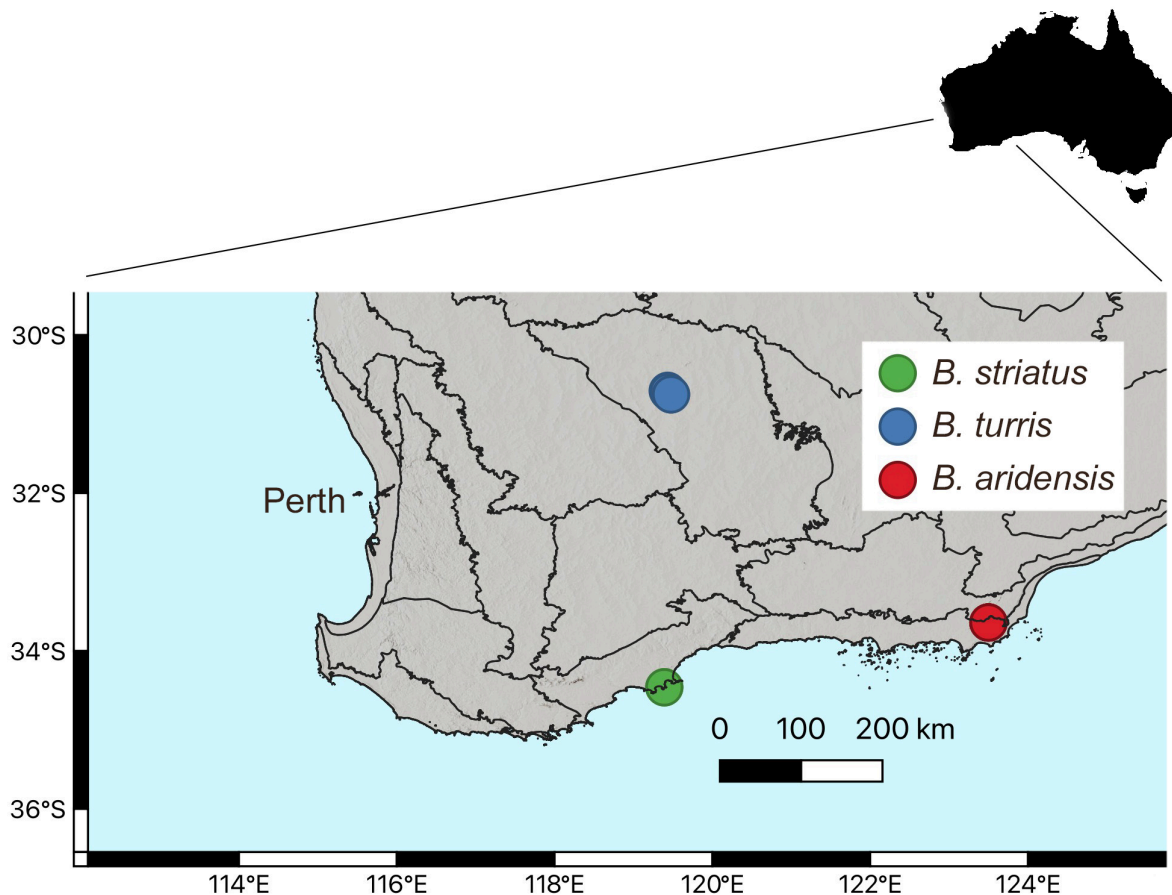 30°S
B. striatus
B. turris
B. aridensis
32°S
Perth
34°S
0 100 200 km
36°S
114°E 116°E 118°E 120°E 122°E 124°E